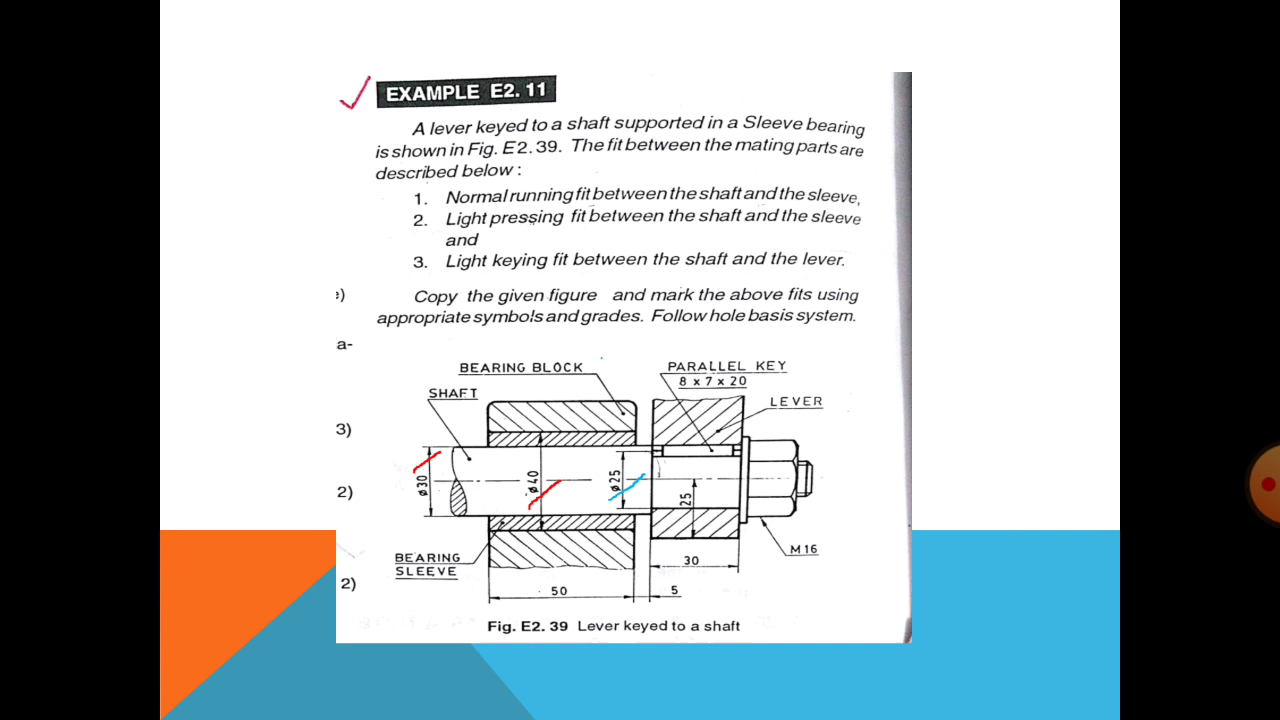 EXAMPLE E2. 11
A lever keyed to a shaft supported in a Sleeve bearing
is shown in Fig. E2. 39. The fit between the mating parts are
described below :
1. Normal running fit between the shaft and the sleeve,
2. Light pressing fit between the shaft and the sleeve
and
3. Light keying fit between the shaft and the lever.
e)
Copy the given figure and mark the above fits using
appropriate symbols and grades. Follow hole basis system.
a-
BEARING BLOCK
PARALLEL KEY
8 x 7 x 20
SHAFT
LEVER
3)
ø30
ø40
ø25
25
2)
M16
BEARING
SLEEVE
30
2)
50
5
Fig. E2. 39 Lever keyed to a shaft